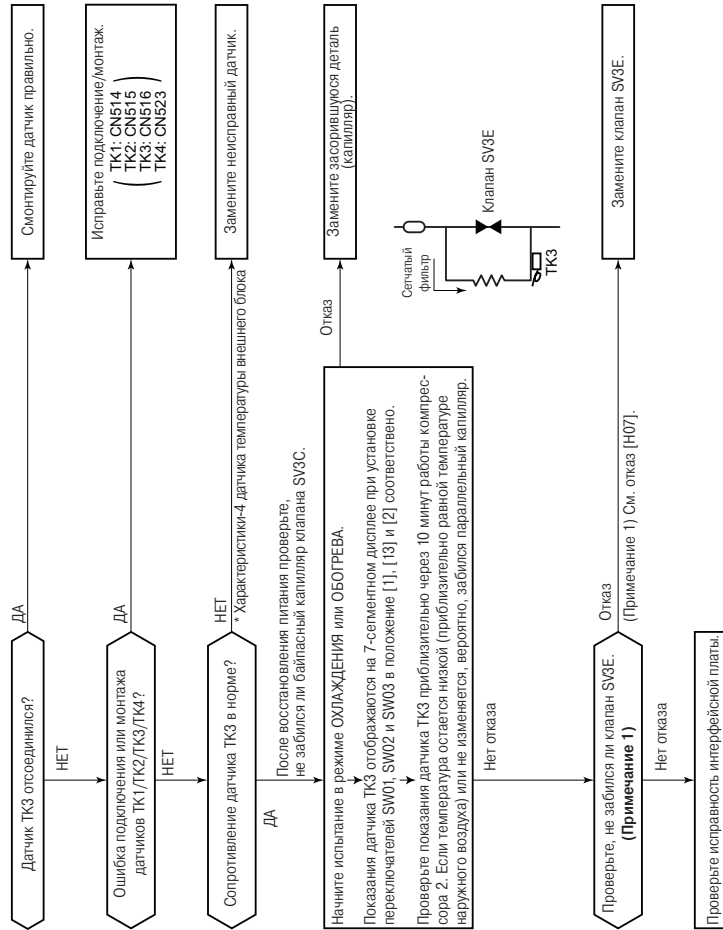 Датчик TK3 отсоединился?
ДА
Смонтируйте датчик правильно.
НЕТ
Ошибка подключения или монтажа
датчиков TK1/TK2/TK3/TK4?
ДА
Исправьте подключение/монтаж.
TK1: CN514
TK2: CN515
TK3: CN516
TK4: CN523
НЕТ
Сопротивление датчика TK3 в норме?
НЕТ
* Характеристики-4 датчика температуры внешнего блока
Замените неисправный датчик.
ДА
После восстановления питания проверьте,
не забился ли байпасный капилляр клапана SV3C.
Начните испытание в режиме ОХЛАЖДЕНИЯ или ОБОГРЕВА.
Показания датчика TK3 отображаются на 7-сегментном дисплее при установке
переключателей SW01, SW02 и SW03 в положение [1], [13] и [2] соответствено.
Проверьте показания датчика TK3 приблизительно через 10 минут работы компрес-
сора 2. Если температура остается низкой (приблизительно равной температуре
наружного воздуха) или не изменяется, вероятно, забился параллельный капилляр.
Отказ
Замените засорившуюся деталь
(капилляр).
Сетчатый
фильтр
Клапан SV3E
TK3
Нет отказа
Проверьте, не забился ли клапан SV3E.
(Примечание 1)
Отказ
(Примечание 1) См. отказ [H07].
Замените клапан SV3E.
Нет отказа
Проверьте исправность интерфейсной платы.